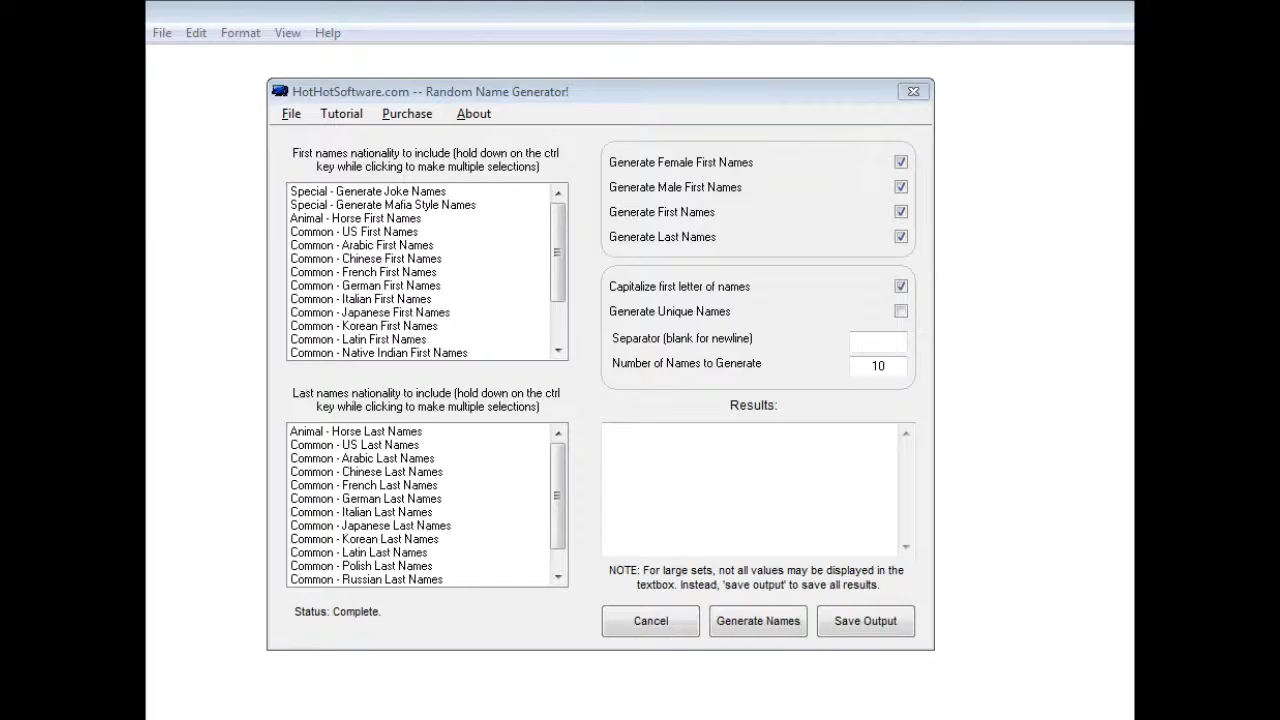 File Edit Format View Help
HotHotSoftware.com -- Random Name Generator!
File Tutorial Purchase About
First names nationality to include (hold down on the ctrl
key while clicking to make multiple selections)
Special - Generate Joke Names
Special - Generate Mafia Style Names
Animal - Horse First Names
Common - US First Names
Common - Arabic First Names
Common - Chinese First Names
Common - French First Names
Common - German First Names
Common - Italian First Names
Common - Japanese First Names
Common - Korean First Names
Common - Latin First Names
Common - Native Indian First Names
Last names nationality to include (hold down on the ctrl
key while clicking to make multiple selections)
Animal - Horse Last Names
Common - US Last Names
Common - Arabic Last Names
Common - Chinese Last Names
Common - French Last Names
Common - German Last Names
Common - Italian Last Names
Common - Japanese Last Names
Common - Korean Last Names
Common - Latin Last Names
Common - Polish Last Names
Common - Russian Last Names
Status: Complete.
Generate Female First Names
Generate Male First Names
Generate First Names
Generate Last Names
Capitalize first letter of names
Generate Unique Names
Separator (blank for newline)
Number of Names to Generate 10
Results:
NOTE: For large sets, not all values may be displayed in the
textbox. Instead, 'save output' to save all results.
Cancel Generate Names Save Output